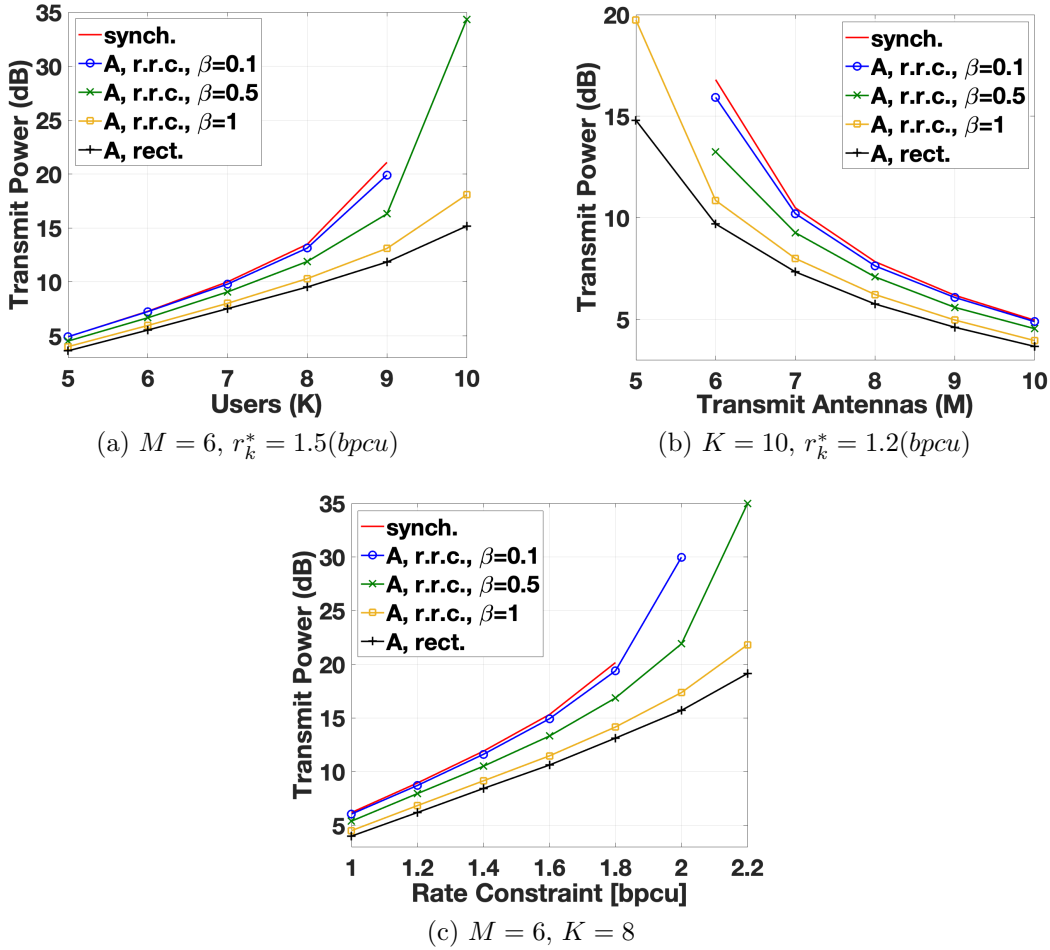 35
30
25
20
15
10
5
Transmit Power (dB)
synch.
A, r.r.c., β=0.1
A, r.r.c., β=0.5
A, r.r.c., β=1
A, rect.
5 6 7 8 9 10
Users (K)
(a) M = 6, r_k^* = 1.5(bpcu)
20
15
10
5
Transmit Power (dB)
synch.
A, r.r.c., β=0.1
A, r.r.c., β=0.5
A, r.r.c., β=1
A, rect.
5 6 7 8 9 10
Transmit Antennas (M)
(b) K = 10, r_k^* = 1.2(bpcu)
35
30
25
20
15
10
5
Transmit Power (dB)
synch.
A, r.r.c., β=0.1
A, r.r.c., β=0.5
A, r.r.c., β=1
A, rect.
1 1.2 1.4 1.6 1.8 2 2.2
Rate Constraint [bpcu]
(c) M = 6, K = 8